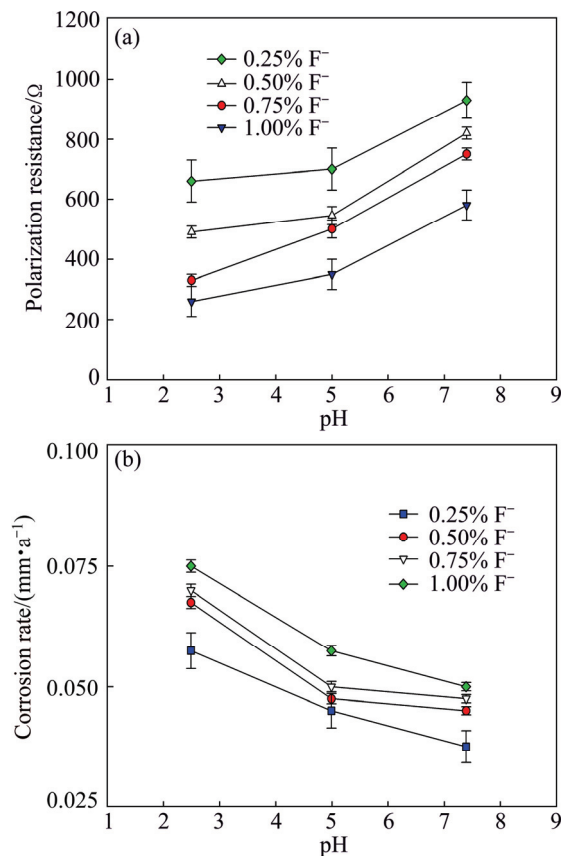 1200
1000
800
600
400
200
0
Polarization resistance/Ω
(a)
0.25% F⁻
0.50% F⁻
0.75% F⁻
1.00% F⁻
1 2 3 4 5 6 7 8 9
pH
0.100
0.075
0.050
0.025
Corrosion rate/(mm•a⁻¹)
(b)
0.25% F⁻
0.50% F⁻
0.75% F⁻
1.00% F⁻
1 2 3 4 5 6 7 8 9
pH